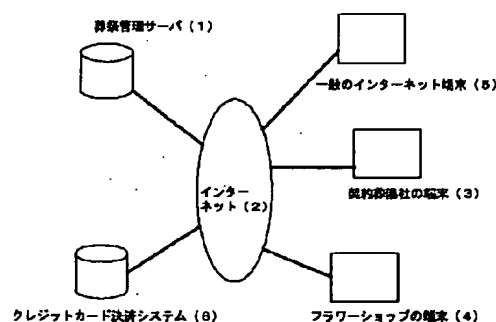 葬祭管理サーバ（1）
一般のインターネット端末（5）
インター
ネット（2）
契約葬儀社の端末（3）
クレジットカード決済システム（6）
フラワーショップの端末（4）